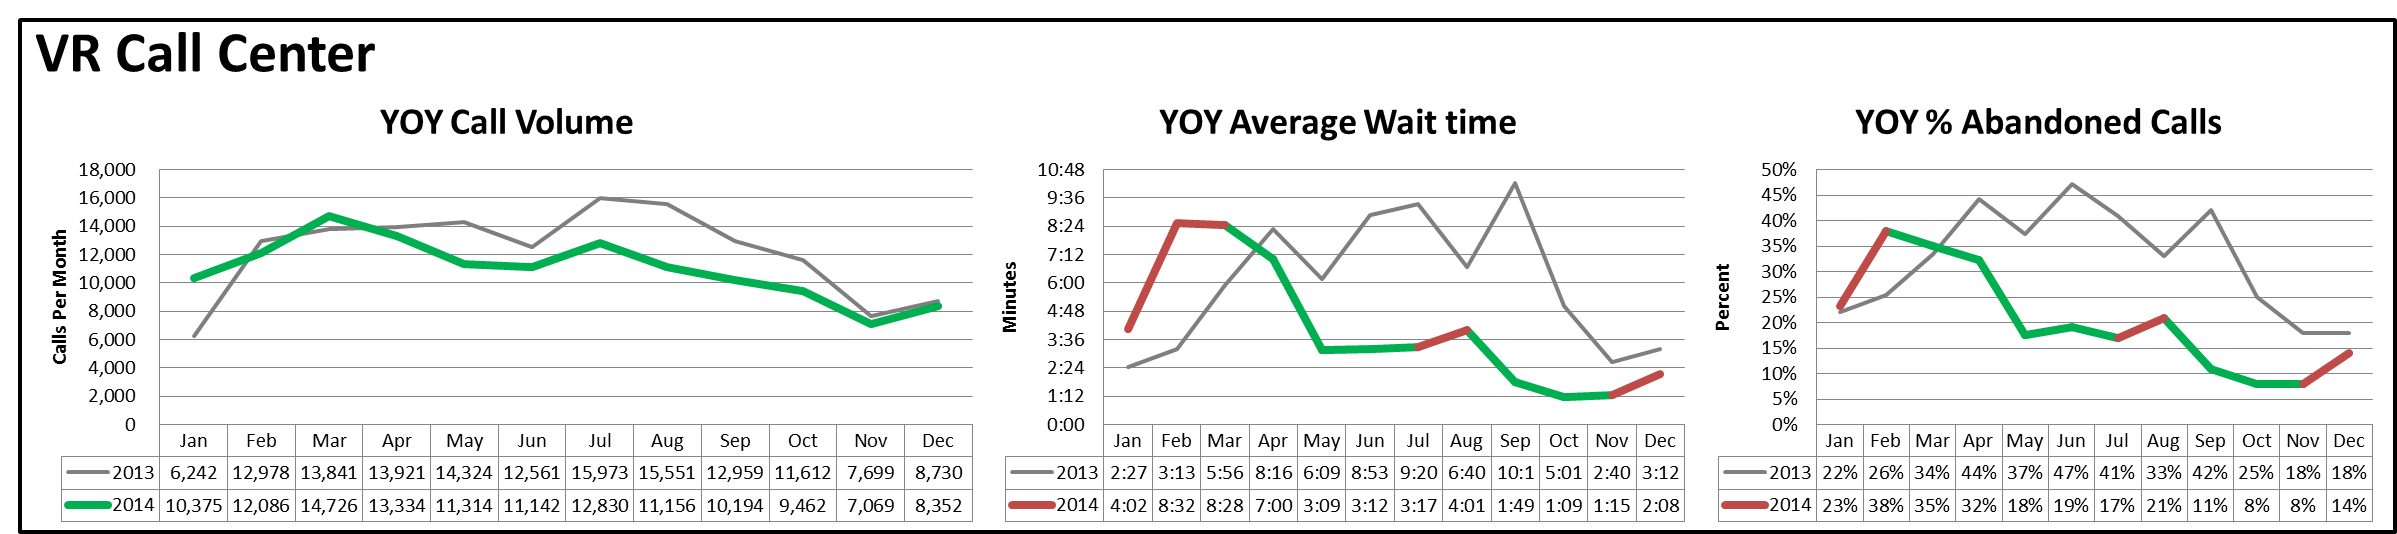 VR Call Center
YOY Call Volume
18,000
16,000
14,000
12,000
10,000
8,000
6,000
4,000
2,000
0
Calls Per Month
Jan Feb Mar Apr May Jun Jul Aug Sep Oct Nov Dec
2013 6,242 12,978 13,841 13,921 14,324 12,561 15,973 15,551 12,959 11,612 7,699 8,730
2014 10,375 12,086 14,726 13,334 11,314 11,142 12,830 11,156 10,194 9,462 7,069 8,352
YOY Average Wait time
10:48
9:36
8:24
7:12
6:00
4:48
3:36
2:24
1:12
0:00
Minutes
Jan Feb Mar Apr May Jun Jul Aug Sep Oct Nov Dec
2013 2:27 3:13 5:56 8:16 6:09 8:53 9:20 6:40 10:1 5:01 2:40 3:12
2014 4:02 8:32 8:28 7:00 3:09 3:12 3:17 4:01 1:49 1:09 1:15 2:08
YOY % Abandoned Calls
50%
45%
40%
35%
30%
25%
20%
15%
10%
5%
0%
Percent
Jan Feb Mar Apr May Jun Jul Aug Sep Oct Nov Dec
2013 22% 26% 34% 44% 37% 47% 41% 33% 42% 25% 18% 18%
2014 23% 38% 35% 32% 18% 19% 17% 21% 11% 8% 8% 14%